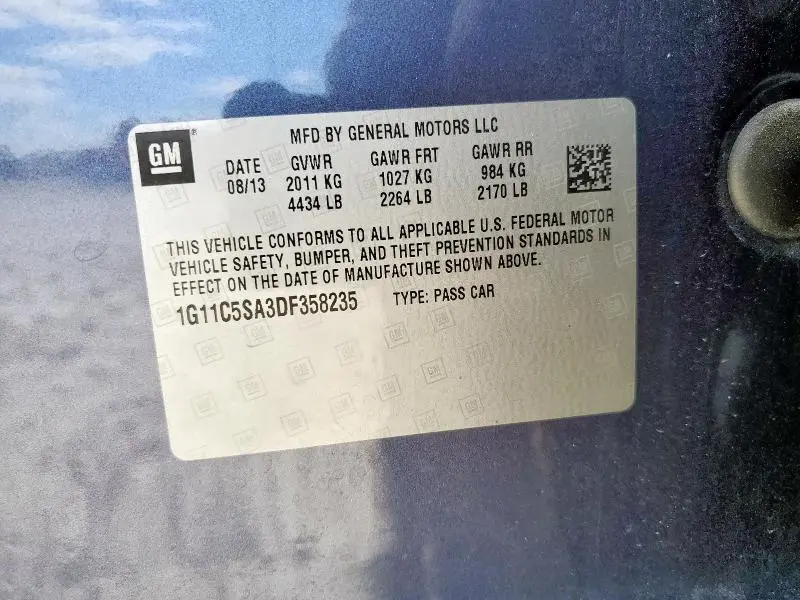 GM ® MFD BY GENERAL MOTORS LLC
DATE GVWR GAWR FRT GAWR RR
08/13 2011 KG 1027 KG 984 KG
4434 LB 2264 LB 2170 LB
THIS VEHICLE CONFORMS TO ALL APPLICABLE U.S. FEDERAL MOTOR
VEHICLE SAFETY, BUMPER, AND THEFT PREVENTION STANDARDS IN
EFFECT ON THE DATE OF MANUFACTURE SHOWN ABOVE.
1G11C5SA3DF358235 TYPE: PASS CAR